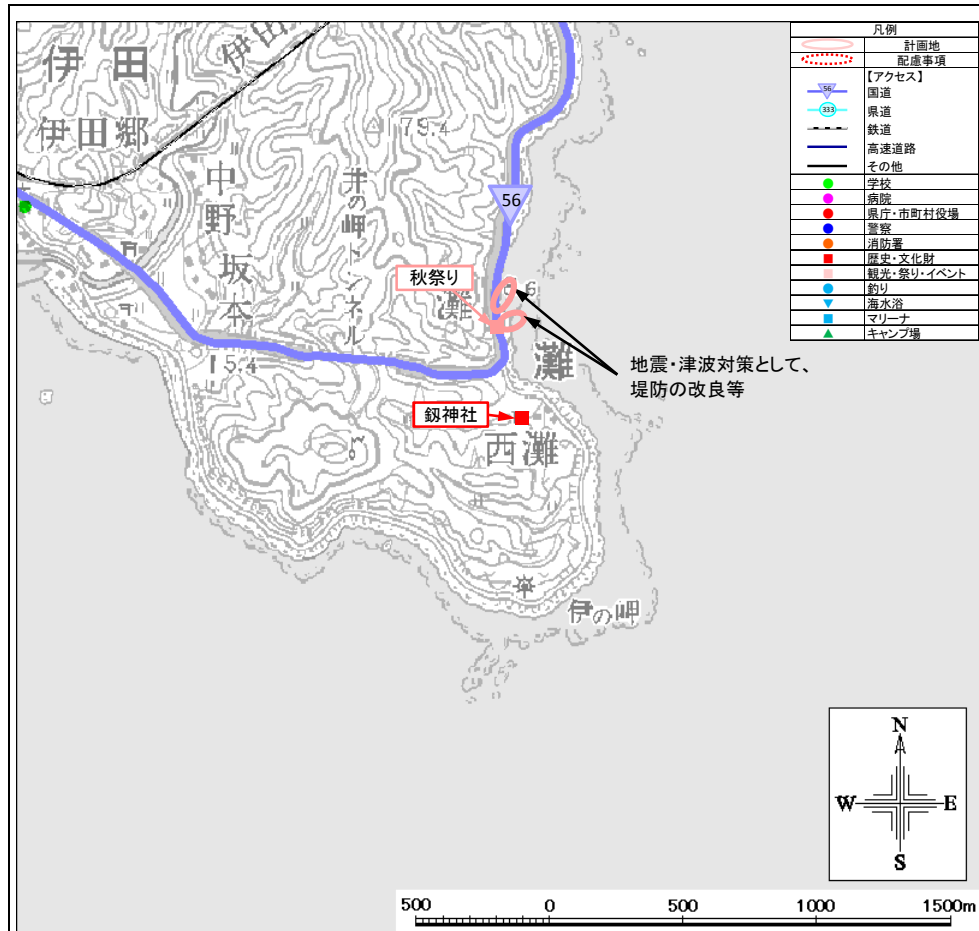 伊田
伊田
伊田郷
中野
坂本
179.4
井の岬トンネル
56
秋祭り
灘
灘
地震・津波対策として、
堤防の改良等
15.4
釼神社
西灘
伊の岬
凡例
計画地
配慮事項
【アクセス】
56
国道
333
県道
鉄道
高速道路
その他
学校
病院
県庁・市町村役場
警察
消防署
歴史・文化財
観光・祭り・イベント
釣り
海水浴
マリーナ
キャンプ場
N
W
E
S
500 0 500 1000 1500m